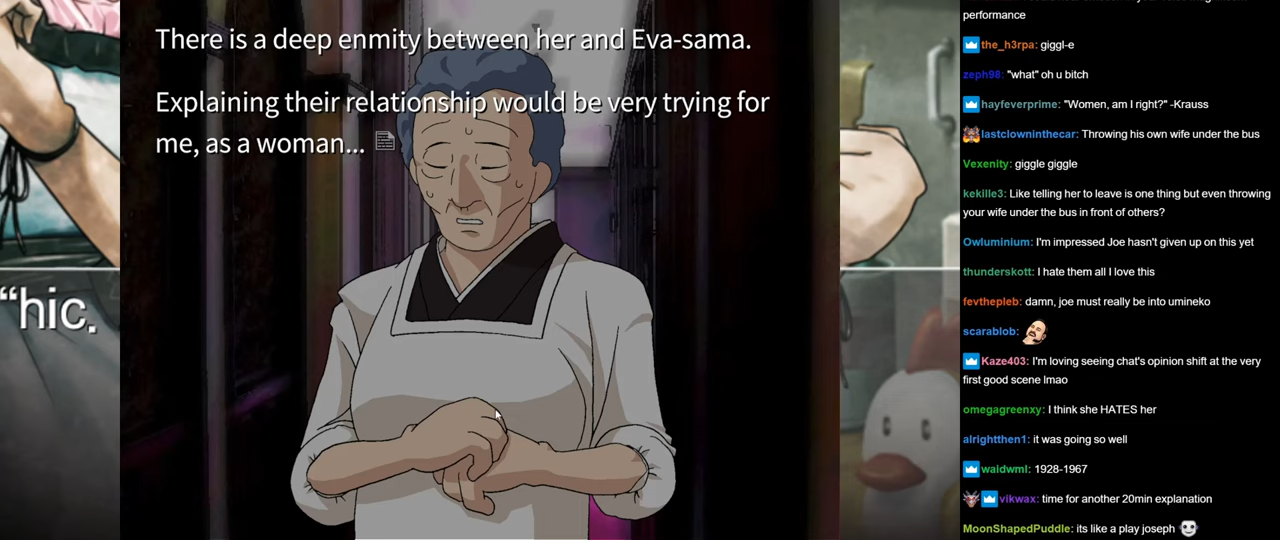 There is a deep enmity between her and Eva-sama.
Explaining their relationship would be very trying for
me, as a woman...
“hic.
performance
the_h3rpa: giggl-e
zeph98: "what" oh u bitch
hayfeverprime: "Women, am I right?" -Krauss
lastclowninthecar: Throwing his own wife under the bus
Vexenity: giggle giggle
kekille3: Like telling her to leave is one thing but even throwing
your wife under the bus in front of others?
Owluminium: I'm impressed Joe hasn't given up on this yet
thunderskott: I hate them all I love this
fevthepleb: damn, joe must really be into umineko
scarablob:
Kaze403: I'm loving seeing chat's opinion shift at the very
first good scene lmao
omegagreenxy: I think she HATES her
alrightthen1: it was going so well
waidwml: 1928-1967
vikwax: time for another 20min explanation
MoonShapedPuddle: its like a play joseph